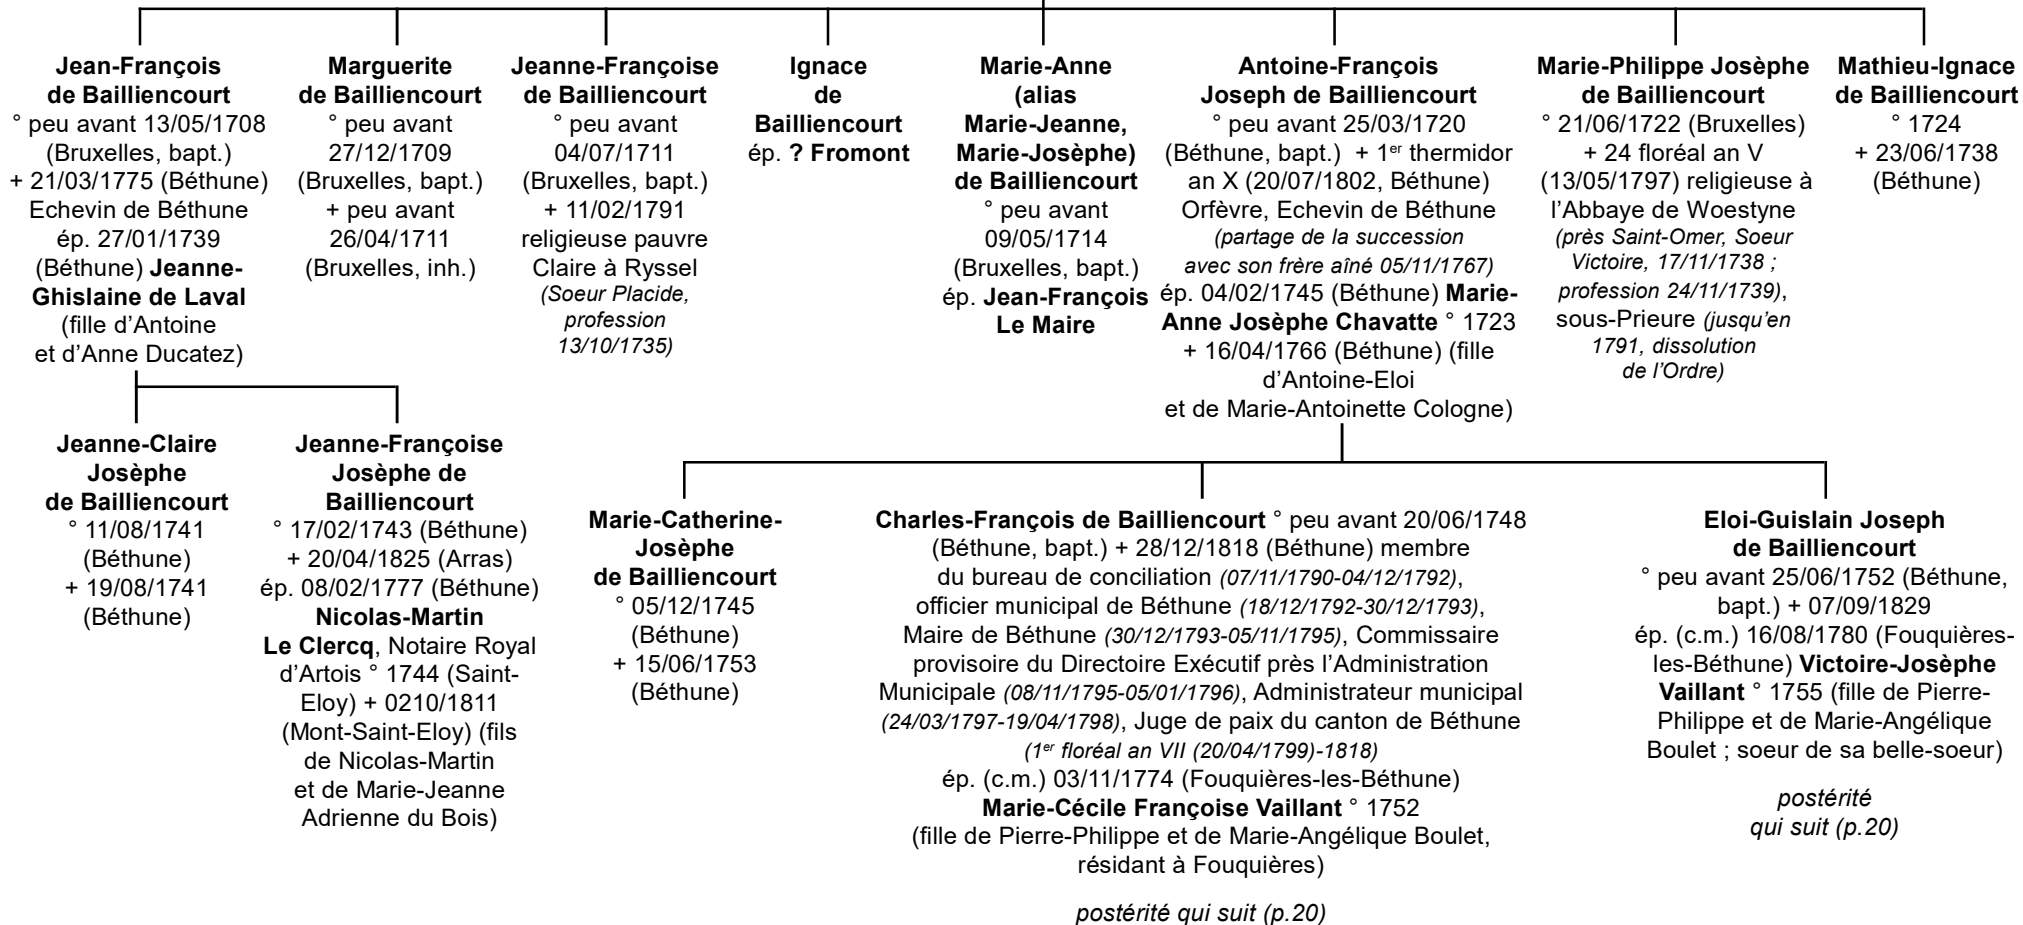 Jean-François
de Bailliencourt
° peu avant 13/05/1708
(Bruxelles, bapt.)
+ 21/03/1775 (Béthune)
Echevin de Béthune
ép. 27/01/1739
(Béthune) Jeanne-
Ghislaine de Laval
(fille d’Antoine
et d’Anne Ducatez)
Marguerite
de Bailliencourt
° peu avant
27/12/1709
(Bruxelles, bapt.)
+ peu avant
26/04/1711
(Bruxelles, inh.)
Jeanne-Françoise
de Bailliencourt
° peu avant
04/07/1711
(Bruxelles, bapt.)
+ 11/02/1791
religieuse pauvre
Claire à Ryssel
(Soeur Placide,
profession
13/10/1735)
Ignace
de
Bailliencourt
ép. ? Fromont
Marie-Anne
(alias
Marie-Jeanne,
Marie-Josèphe)
de Bailliencourt
° peu avant
09/05/1714
(Bruxelles, bapt.)
ép. Jean-François
Le Maire
Antoine-François
Joseph de Bailliencourt
° peu avant 25/03/1720
(Béthune, bapt.) + 1er thermidor
an X (20/07/1802, Béthune)
Orfèvre, Echevin de Béthune
(partage de la succession
avec son frère aîné 05/11/1767)
ép. 04/02/1745 (Béthune) Marie-
Anne Josèphe Chavatte ° 1723
+ 16/04/1766 (Béthune) (fille
d’Antoine-Eloi
et de Marie-Antoinette Cologne)
Marie-Philippe Josèphe
de Bailliencourt
° 21/06/1722 (Bruxelles)
+ 24 floréal an V
(13/05/1797) religieuse à
l’Abbaye de Woestyne
(près Saint-Omer, Soeur
Victoire, 17/11/1738 ;
profession 24/11/1739),
sous-Prieure (jusqu’en
1791, dissolution
de l’Ordre)
Mathieu-Ignace
de Bailliencourt
° 1724
+ 23/06/1738
(Béthune)
Jeanne-Claire
Josèphe
de Bailliencourt
° 11/08/1741
(Béthune)
+ 19/08/1741
(Béthune)
Jeanne-Françoise
Josèphe de
Bailliencourt
° 17/02/1743 (Béthune)
+ 20/04/1825 (Arras)
ép. 08/02/1777 (Béthune)
Nicolas-Martin
Le Clercq, Notaire Royal
d’Artois ° 1744 (Saint-
Eloy) + 0210/1811
(Mont-Saint-Eloy) (fils
de Nicolas-Martin
et de Marie-Jeanne
Adrienne du Bois)
Marie-Catherine-
Josèphe
de Bailliencourt
° 05/12/1745
(Béthune)
+ 15/06/1753
(Béthune)
Charles-François de Bailliencourt ° peu avant 20/06/1748
(Béthune, bapt.) + 28/12/1818 (Béthune) membre
du bureau de conciliation (07/11/1790-04/12/1792),
officier municipal de Béthune (18/12/1792-30/12/1793),
Maire de Béthune (30/12/1793-05/11/1795), Commissaire
provisoire du Directoire Exécutif près l’Administration
Municipale (08/11/1795-05/01/1796), Administrateur municipal
(24/03/1797-19/04/1798), Juge de paix du canton de Béthune
(1er floréal an VII (20/04/1799)-1818)
ép. (c.m.) 03/11/1774 (Fouquières-les-Béthune)
Marie-Cécile Françoise Vaillant ° 1752
(fille de Pierre-Philippe et de Marie-Angélique Boulet,
résidant à Fouquières)
postérité qui suit (p.20)
Eloi-Guislain Joseph
de Bailliencourt
° peu avant 25/06/1752 (Béthune,
bapt.) + 07/09/1829
ép. (c.m.) 16/08/1780 (Fouquières-
les-Béthune) Victoire-Josèphe
Vaillant ° 1755 (fille de Pierre-
Philippe et de Marie-Angélique
Boulet ; soeur de sa belle-soeur)
postérité
qui suit (p.20)